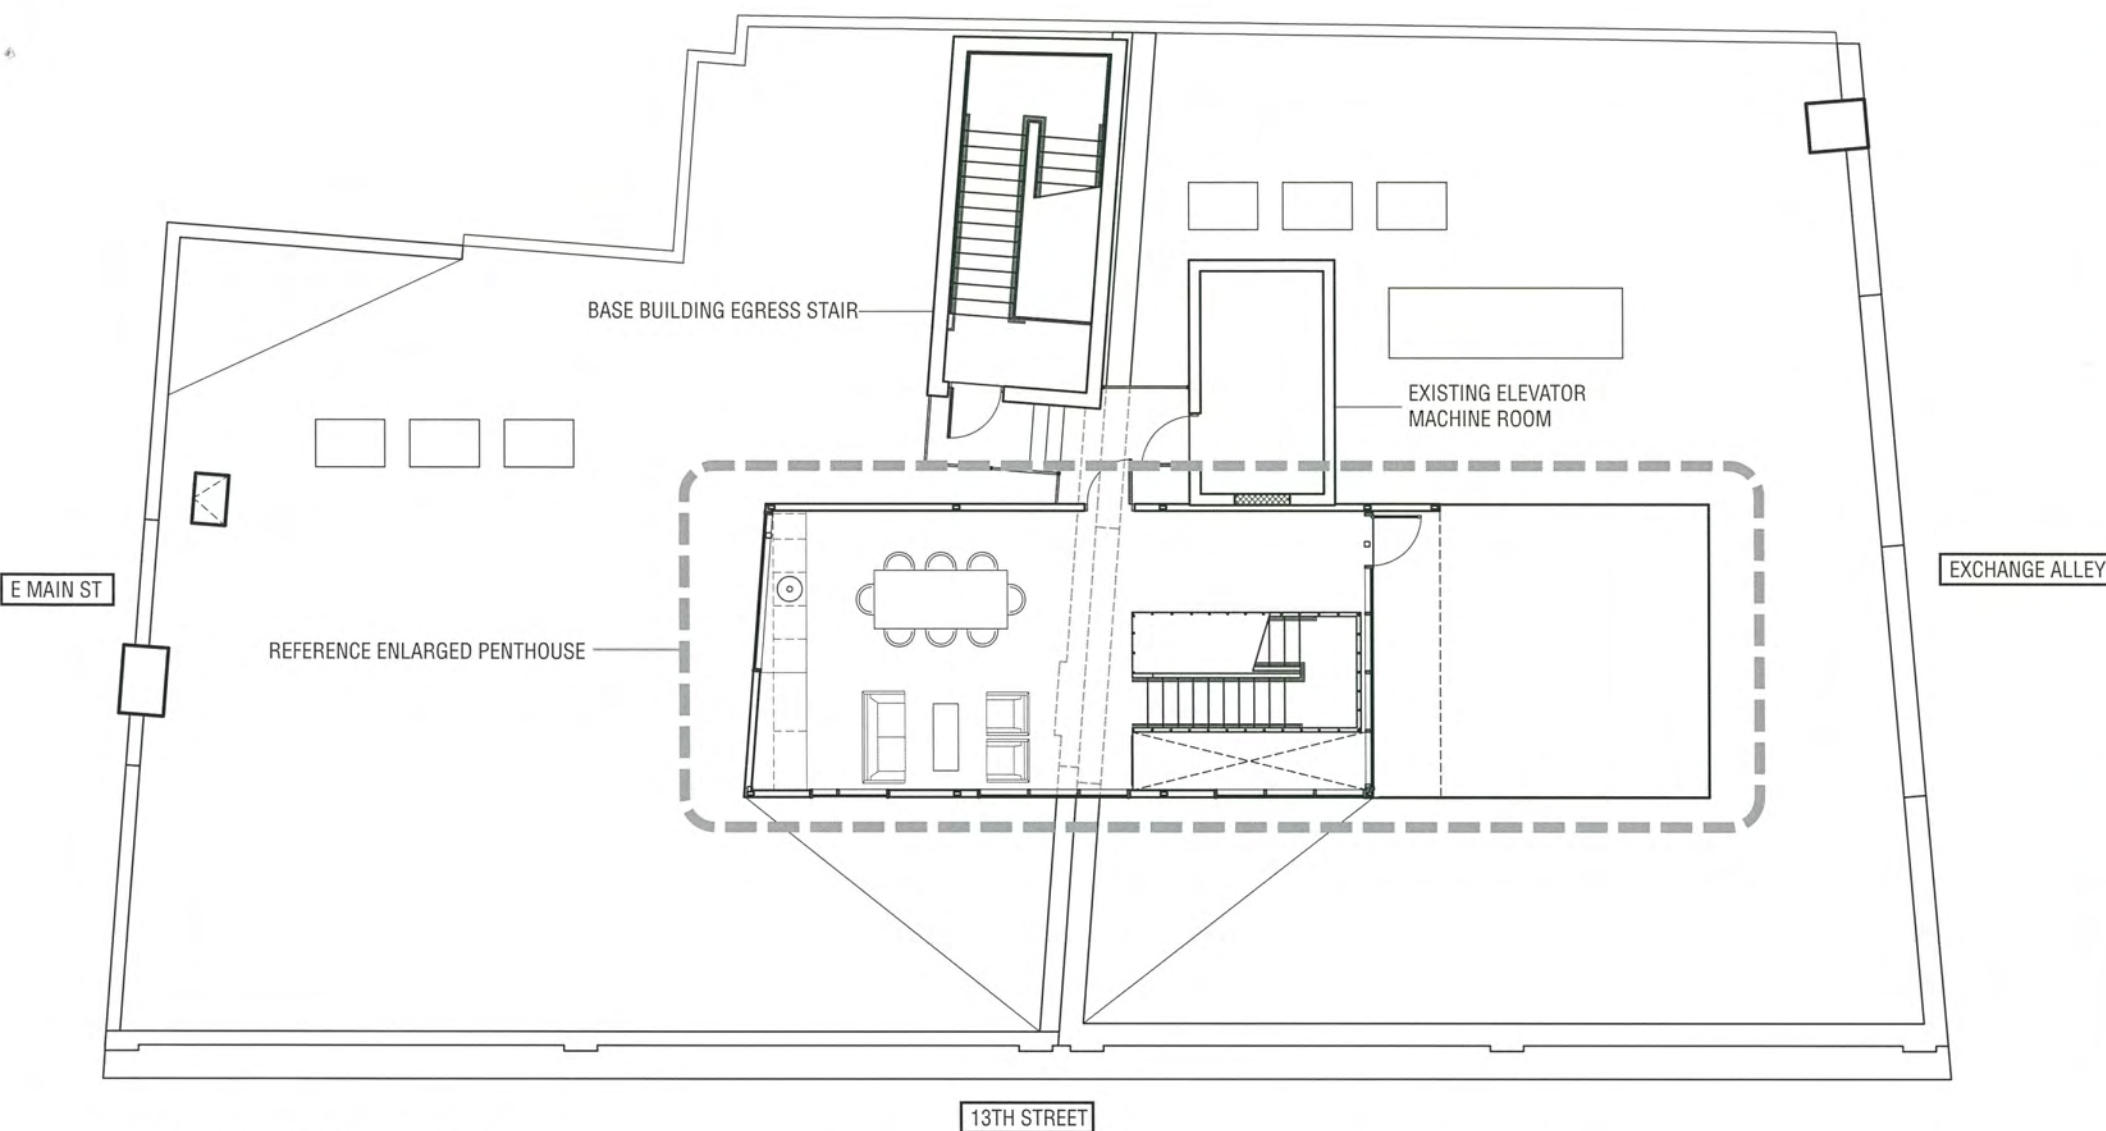 BASE BUILDING EGRESS STAIR
EXISTING ELEVATOR
MACHINE ROOM
E MAIN ST
EXCHANGE ALLEY
REFERENCE ENLARGED PENTHOUSE
13TH STREET